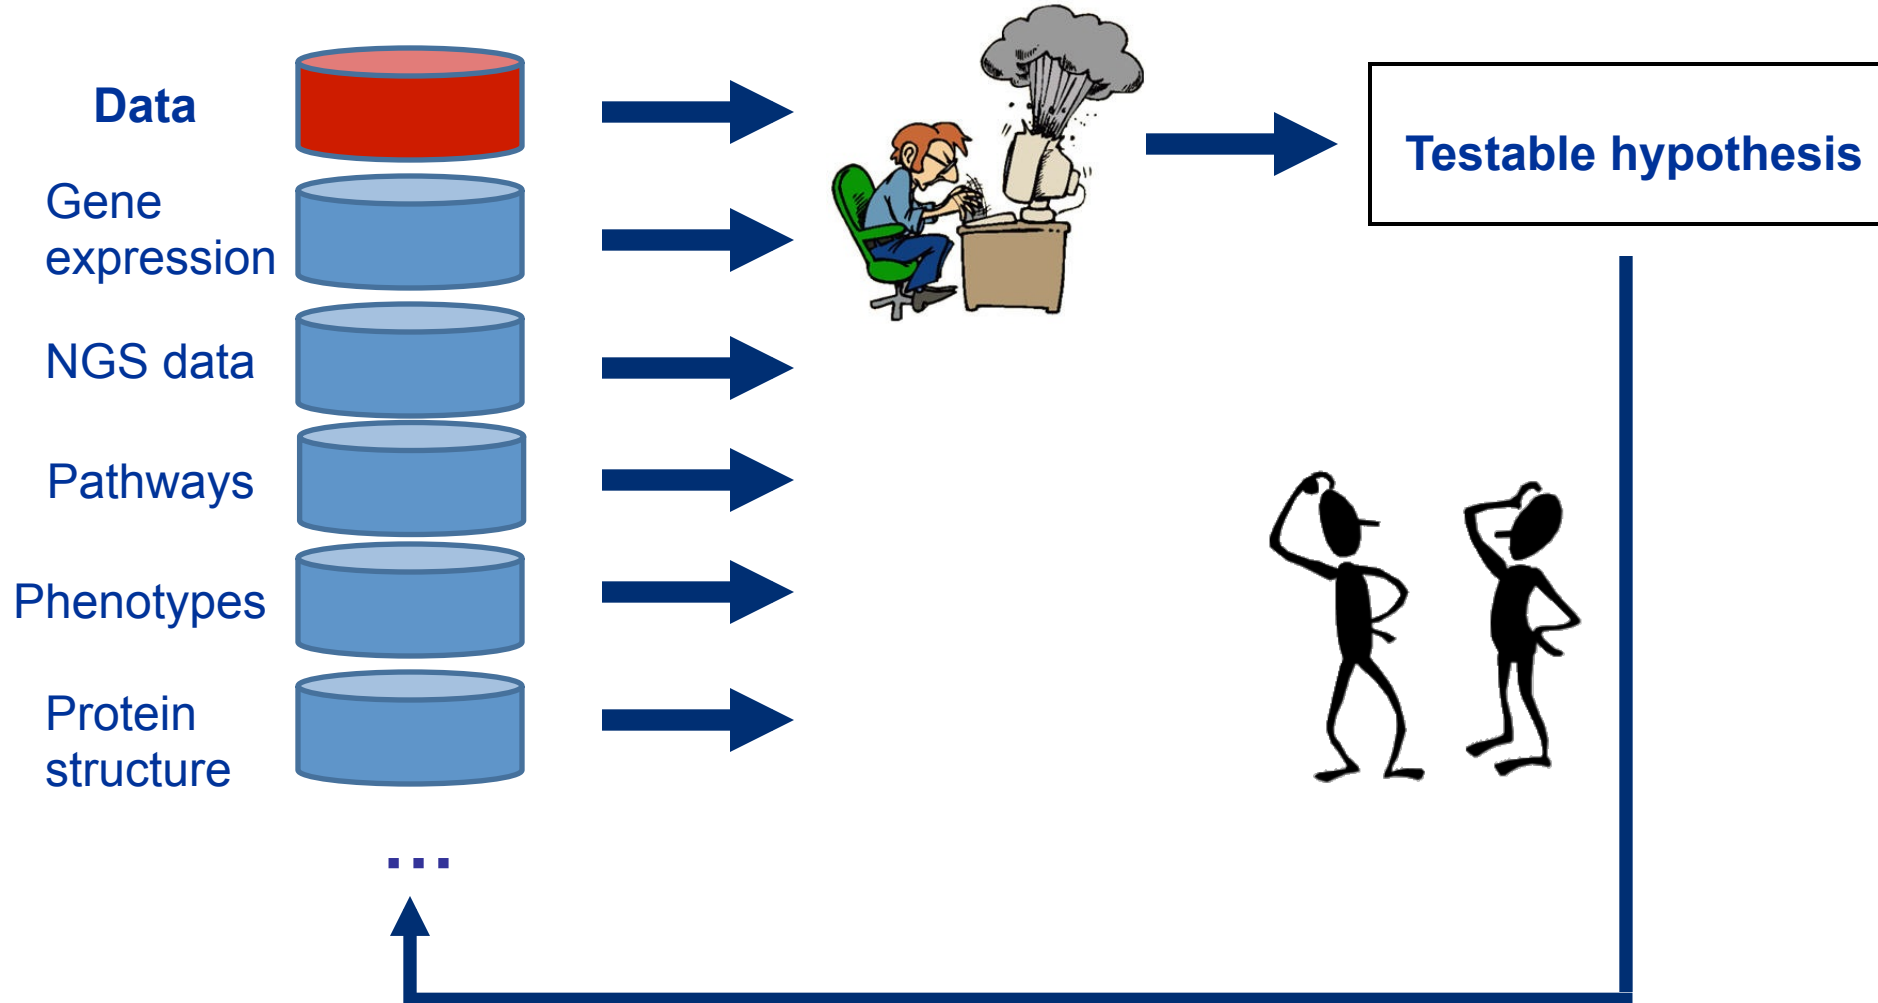 Data
Testable hypothesis
Gene
expression
NGS data
Pathways
Phenotypes
Protein
structure
...